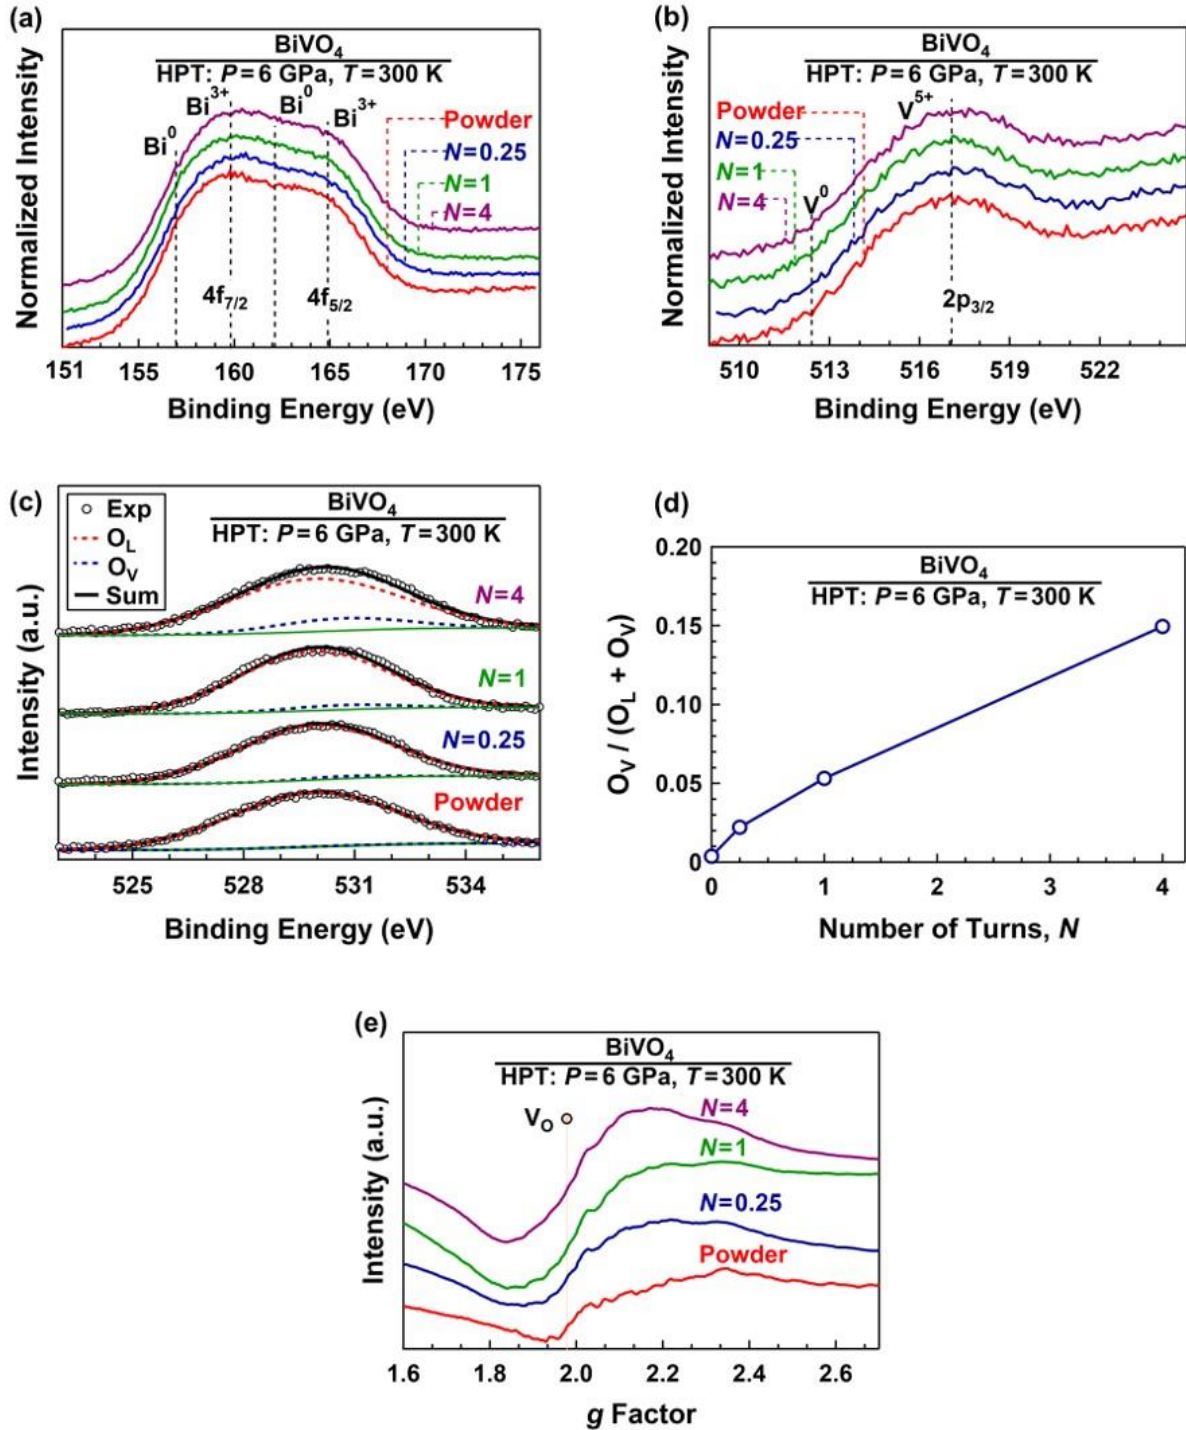 (a)
BiVO4
HPT: P = 6 GPa, T = 300 K
Bi0
Bi3+
Bi0
Bi3+
Powder
N = 0.25
N = 1
N = 4
4f7/2
4f5/2
Normalized Intensity
151 155 160 165 170 175
Binding Energy (eV)
(b)
BiVO4
HPT: P = 6 GPa, T = 300 K
V5+
Powder
N = 0.25
N = 1
N = 4
V0
2p3/2
Normalized Intensity
510 513 516 519 522
Binding Energy (eV)
(c)
Exp
OL
OV
Sum
BiVO4
HPT: P = 6 GPa, T = 300 K
N = 4
N = 1
N = 0.25
Powder
Intensity (a.u.)
525 528 531 534
Binding Energy (eV)
(d)
BiVO4
HPT: P = 6 GPa, T = 300 K
0.20
0.15
0.10
0.05
0
OV / (OL + OV)
0 1 2 3 4
Number of Turns, N
(e)
BiVO4
HPT: P = 6 GPa, T = 300 K
VO
N = 4
N = 1
N = 0.25
Powder
Intensity (a.u.)
1.6 1.8 2.0 2.2 2.4 2.6
g Factor